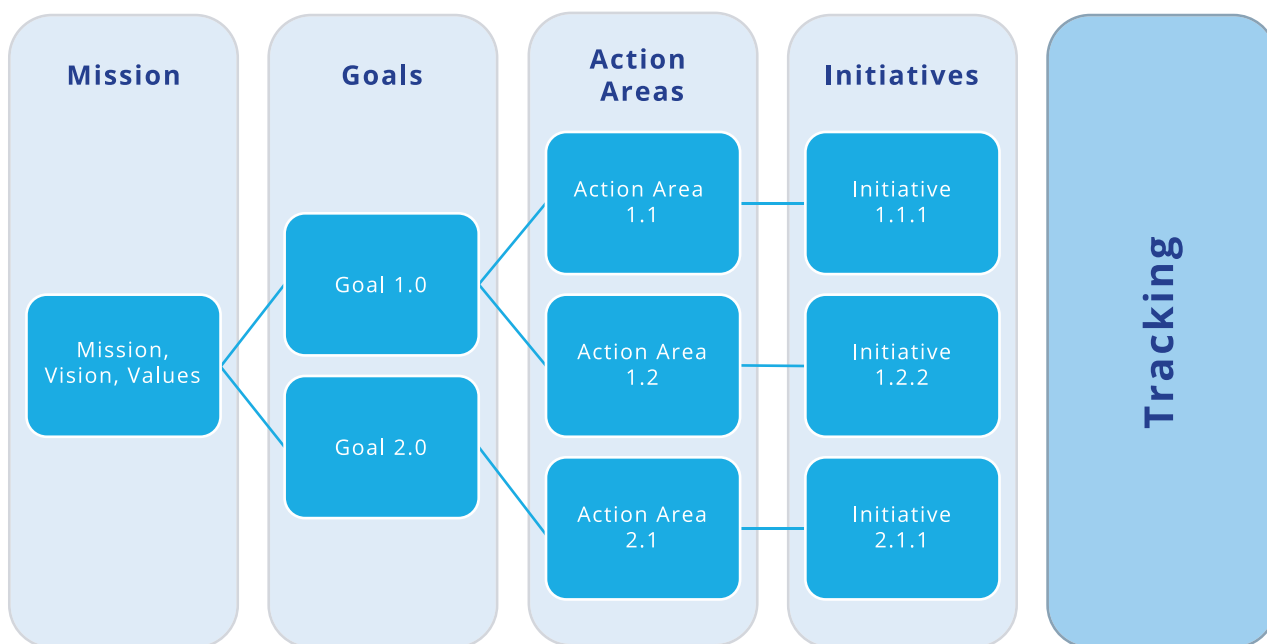 Mission
Goals
Action
Areas
Initiatives
Mission,
Vision, Values
Goal 1.0
Goal 2.0
Action Area
1.1
Action Area
1.2
Action Area
2.1
Initiative
1.1.1
Initiative
1.2.2
Initiative
2.1.1
Tracking